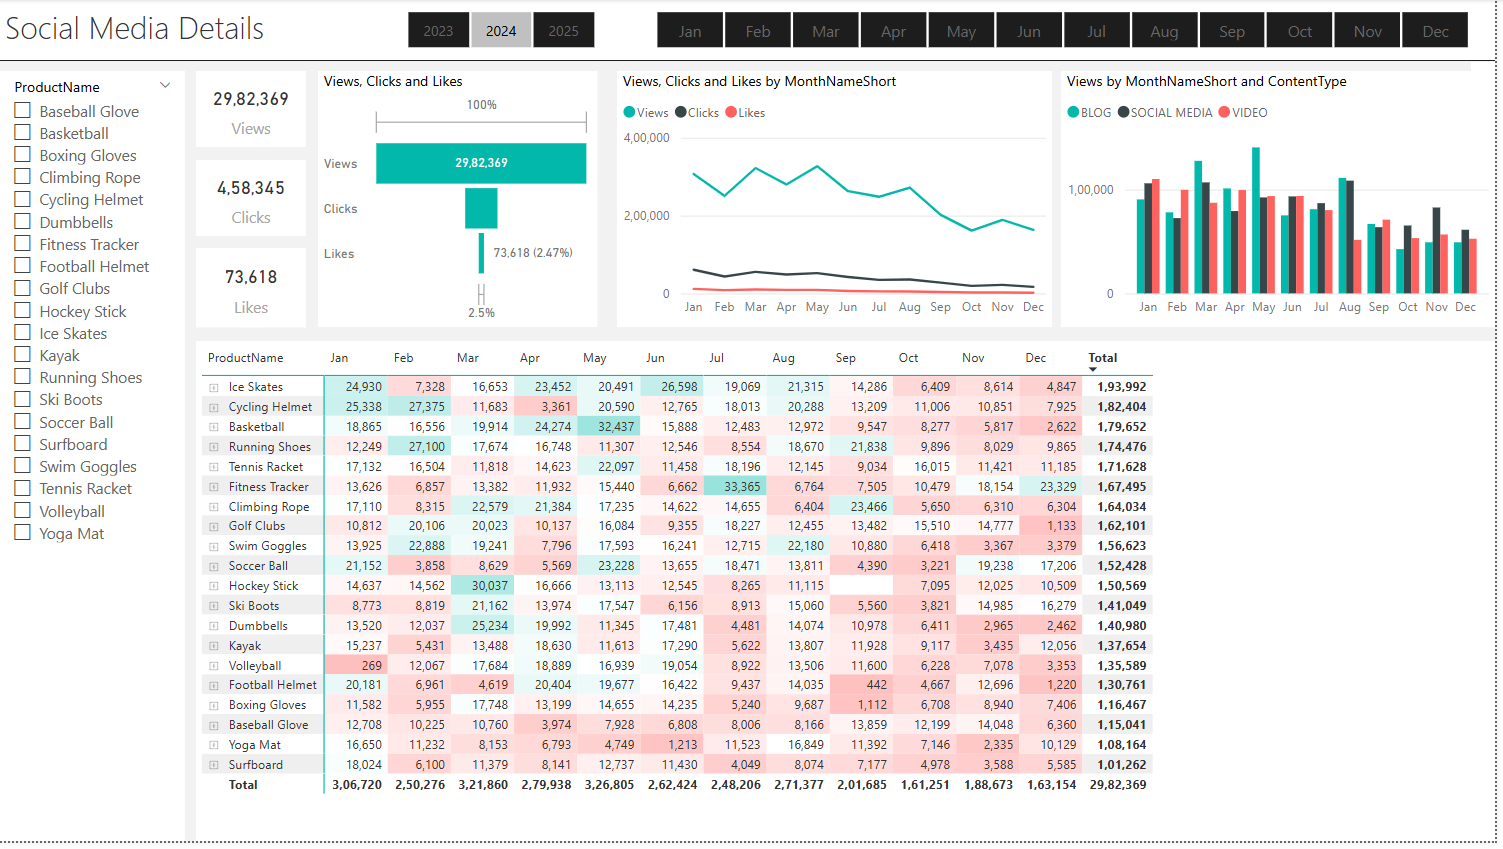 Social Media Details
2023 2024 2025
Jan Feb Mar Apr May Jun Jul Aug Sep Oct Nov Dec
ProductName
Baseball Glove
Basketball
Boxing Gloves
Climbing Rope
Cycling Helmet
Dumbbells
Fitness Tracker
Football Helmet
Golf Clubs
Hockey Stick
Ice Skates
Kayak
Running Shoes
Ski Boots
Soccer Ball
Surfboard
Swim Goggles
Tennis Racket
Volleyball
Yoga Mat
29,82,369
Views
4,58,345
Clicks
73,618
Likes
Views, Clicks and Likes
100%
Views 29,82,369
Clicks
Likes 73,618 (2.47%)
2.5%
Views, Clicks and Likes by MonthNameShort
Views Clicks Likes
4,00,000
2,00,000
0
Jan Feb Mar Apr May Jun Jul Aug Sep Oct Nov Dec
Views by MonthNameShort and ContentType
BLOG SOCIAL MEDIA VIDEO
1,00,000
0
Jan Feb Mar Apr May Jun Jul Aug Sep Oct Nov Dec
ProductName Jan Feb Mar Apr May Jun Jul Aug Sep Oct Nov Dec Total
Ice Skates 24,930 7,328 16,653 23,452 20,491 26,598 19,069 21,315 14,286 6,409 8,614 4,847 1,93,992
Cycling Helmet 25,338 27,375 11,683 3,361 20,590 12,765 18,013 20,288 13,209 11,006 10,851 7,925 1,82,404
Basketball 18,865 16,556 19,914 24,274 32,437 15,888 12,483 12,972 9,547 8,277 5,817 2,622 1,79,652
Running Shoes 12,249 27,100 17,674 16,748 11,307 12,546 8,554 18,670 21,838 9,896 8,029 9,865 1,74,476
Tennis Racket 17,132 16,504 11,818 14,623 22,097 11,458 18,196 12,145 9,034 16,015 11,421 11,185 1,71,628
Fitness Tracker 13,626 6,857 13,382 11,932 15,440 6,662 33,365 6,764 7,505 10,479 18,154 23,329 1,67,495
Climbing Rope 17,110 8,315 22,579 21,384 17,235 14,622 14,655 6,404 23,466 5,650 6,310 6,304 1,64,034
Golf Clubs 10,812 20,106 20,023 10,137 16,084 9,355 18,227 12,455 13,482 15,510 14,777 1,133 1,62,101
Swim Goggles 13,925 22,888 19,241 7,796 17,593 16,241 12,715 22,180 10,880 6,418 3,367 3,379 1,56,623
Soccer Ball 21,152 3,858 8,629 5,569 23,228 13,655 18,471 13,811 4,390 3,221 19,238 17,206 1,52,428
Hockey Stick 14,637 14,562 30,037 16,666 13,113 12,545 8,265 11,115 7,095 12,025 10,509 1,50,569
Ski Boots 8,773 8,819 21,162 13,974 17,547 6,156 8,913 15,060 5,560 3,821 14,985 16,279 1,41,049
Dumbbells 13,520 12,037 25,234 19,992 11,345 17,481 4,481 14,074 10,978 6,411 2,965 2,462 1,40,980
Kayak 15,237 5,431 13,488 18,630 11,613 17,290 5,622 13,807 11,928 9,117 3,435 12,056 1,37,654
Volleyball 269 12,067 17,684 18,889 16,939 19,054 8,922 13,506 11,600 6,228 7,078 3,353 1,35,589
Football Helmet 20,181 6,961 4,619 20,404 19,677 16,422 9,437 14,035 442 4,667 12,696 1,220 1,30,761
Boxing Gloves 11,582 5,955 17,748 13,199 14,655 14,235 5,240 9,687 1,112 6,708 8,940 7,406 1,16,467
Baseball Glove 12,708 10,225 10,760 3,974 7,928 6,808 8,006 8,166 13,859 12,199 14,048 6,360 1,15,041
Yoga Mat 16,650 11,232 8,153 6,793 4,749 1,213 11,523 16,849 11,392 7,146 2,335 10,129 1,08,164
Surfboard 18,024 6,100 11,379 8,141 12,737 11,430 4,049 8,074 7,177 4,978 3,588 5,585 1,01,262
Total 3,06,720 2,50,276 3,21,860 2,79,938 3,26,805 2,62,424 2,48,206 2,71,377 2,01,685 1,61,251 1,88,673 1,63,154 29,82,369